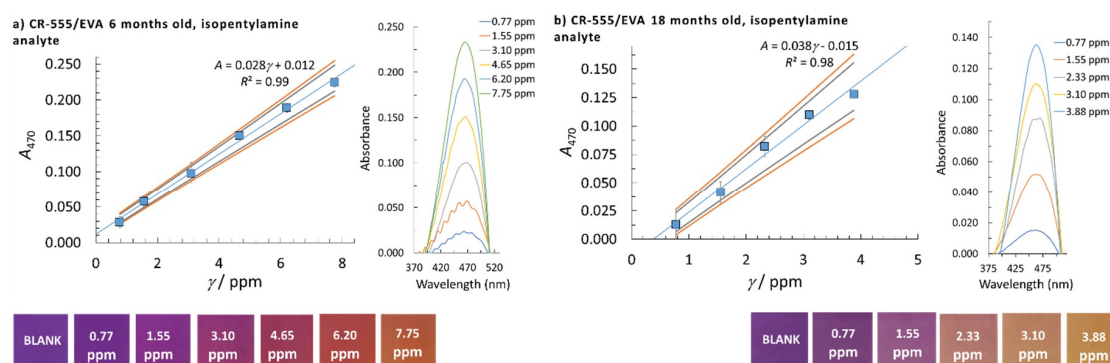 a) CR-555/EVA 6 months old, isopentylamine
analyte
A = 0.028γ + 0.012
R² = 0.99
0.250
0.200
0.150
0.100
0.050
0.000
A470
0 2 4 6 8
γ / ppm
0.77 ppm
1.55 ppm
3.10 ppm
4.65 ppm
6.20 ppm
7.75 ppm
0.250
0.200
0.150
0.100
0.050
0.000
Absorbance
370 420 470 520
Wavelength (nm)
BLANK
0.77 ppm
1.55 ppm
3.10 ppm
4.65 ppm
6.20 ppm
7.75 ppm
b) CR-555/EVA 18 months old, isopentylamine
analyte
A = 0.038γ - 0.015
R² = 0.98
0.150
0.125
0.100
0.075
0.050
0.025
0.000
A470
0 1 2 3 4 5
γ / ppm
0.77 ppm
1.55 ppm
2.33 ppm
3.10 ppm
3.88 ppm
0.140
0.120
0.100
0.080
0.060
0.040
0.020
0.000
Absorbance
375 425 475
Wavelength (nm)
BLANK
0.77 ppm
1.55 ppm
2.33 ppm
3.10 ppm
3.88 ppm